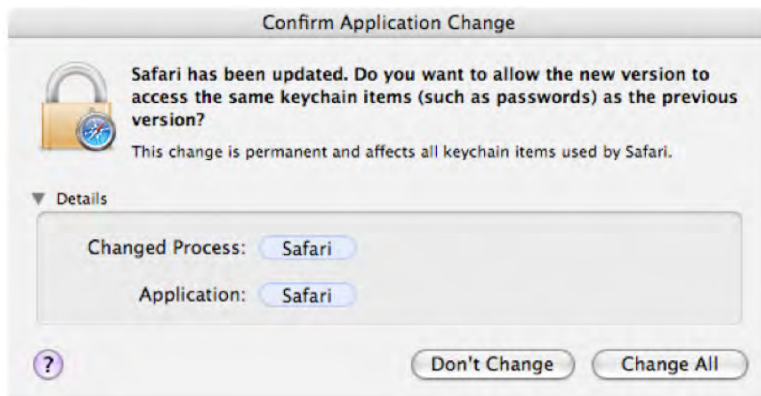 Confirm Application Change
Safari has been updated. Do you want to allow the new version to
access the same keychain items (such as passwords) as the previous
version?
This change is permanent and affects all keychain items used by Safari.
Details
Changed Process: Safari
Application: Safari
?
Don't Change
Change All